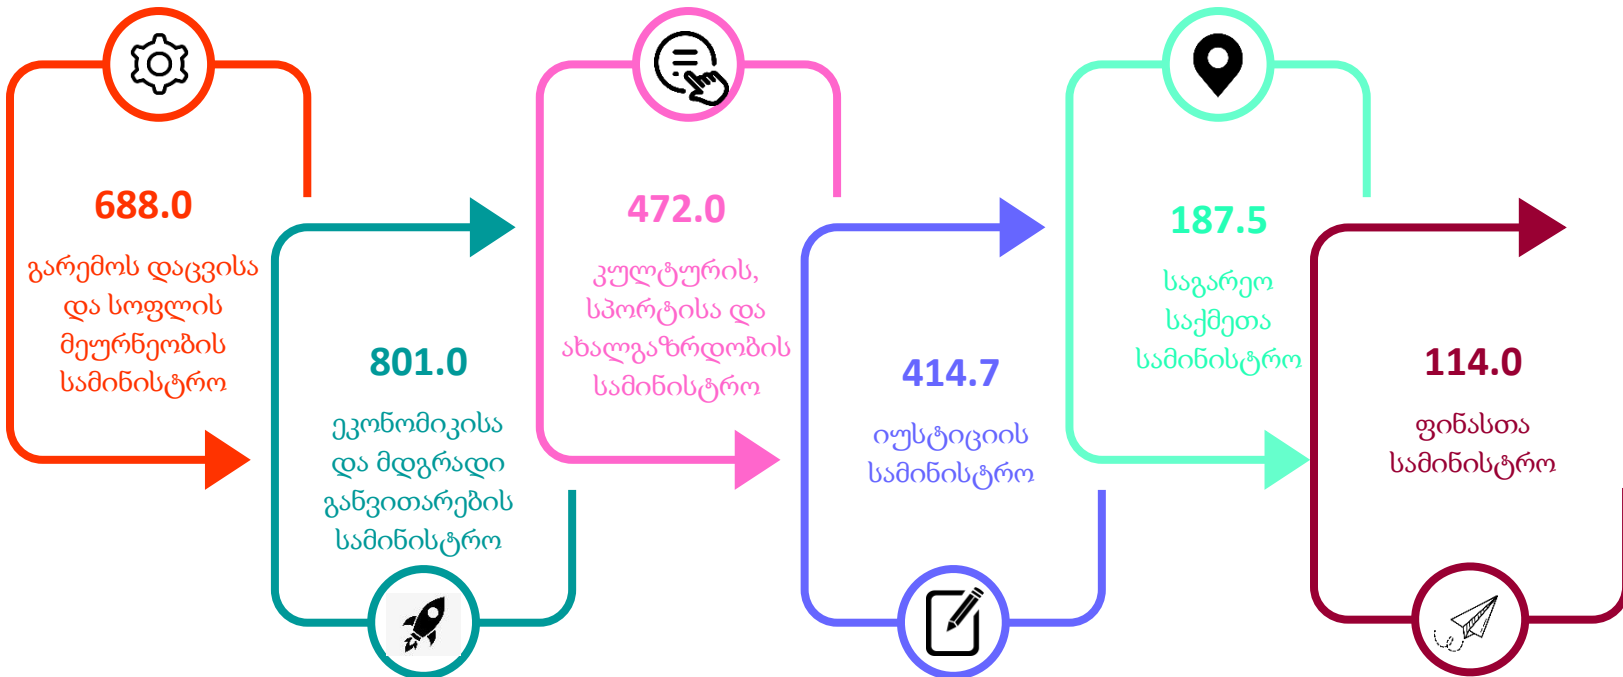 688.0
გარემოს დაცვისა
და სოფლის
მეურნეობის
სამინისტრო
801.0
ეკონომიკისა
და მდგრადი
განვითარების
სამინისტრო
472.0
კულტურის,
სპორტისა და
ახალგაზრდობის
სამინისტრო
414.7
იუსტიციის
სამინისტრო
187.5
საგარეო
საქმეთა
სამინისტრო
114.0
ფინასთა
სამინისტრო